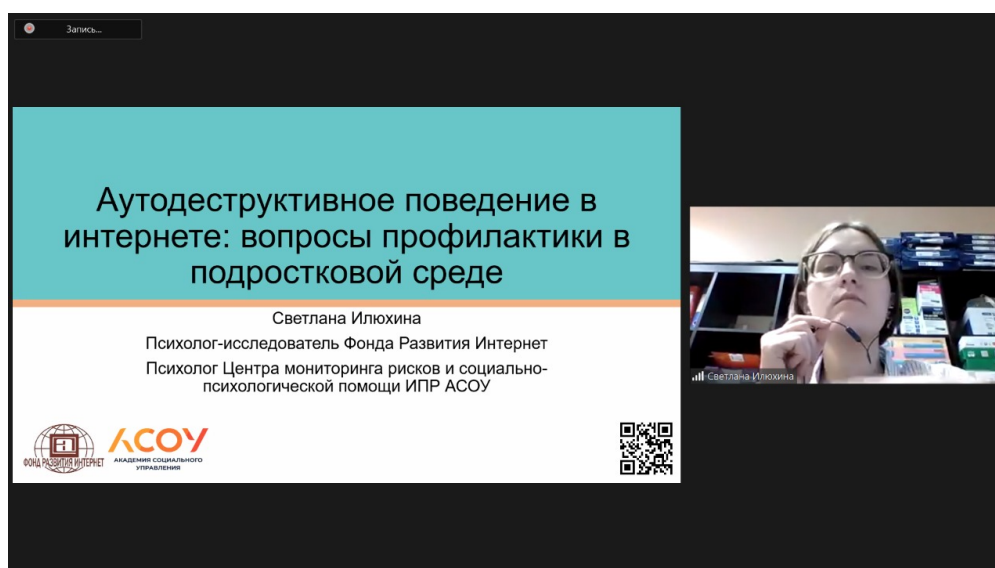 Запись...
Аутодеструктивное поведение в
интернете: вопросы профилактики в
подростковой среде
Светлана Илюхина
Психолог-исследователь Фонда Развития Интернет
Психолог Центра мониторинга рисков и социально-
психологической помощи ИПР АСОУ
ФОНД РАЗВИТИЯ ИНТЕРНЕТ
АСОУ
АКАДЕМИЯ СОЦИАЛЬНОГО
УПРАВЛЕНИЯ
Светлана Илюхина